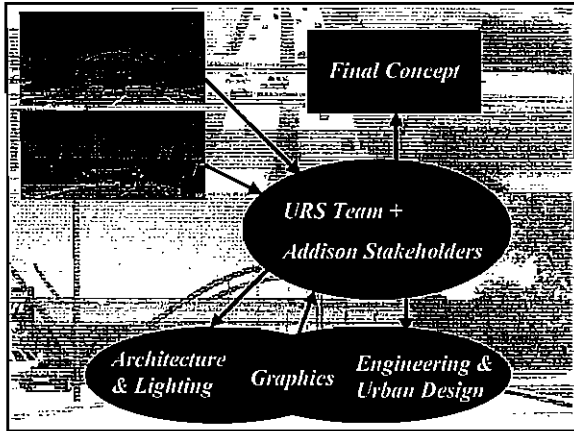 Final Concept
URS Team +
Addison Stakeholders
Architecture
& Lighting
Graphics
Engineering &
Urban Design